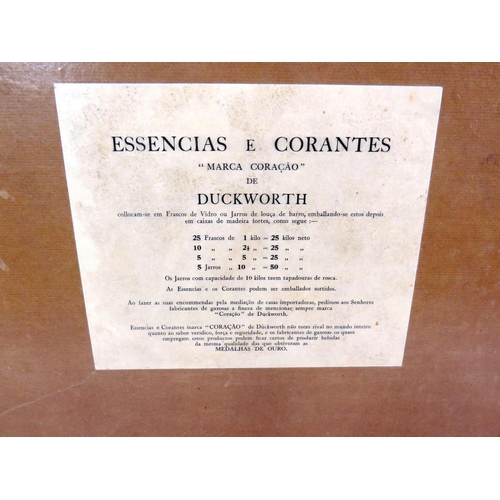 ESSENCIAS E CORANTES
“MARCA CORAÇÃO”
DE
DUCKWORTH
collocam-se em Frascos de Vidro ou Jarros de louça de barro, emballando-se estos depois
em caixas de madeira fortes, como segue :—
25 Frascos de 1 kilo = 25 kilos neto
10 „ „ 2½ „ = 25 „ „
5 „ „ 5 „ = 25 „ „
5 Jarros „ 10 „ = 50 „ „
Os Jarros com capacidade de 10 kilos teem tapadouras de rosca.
As Essencias e os Corantes podem ser emballados surtidos.
Ao fazer as suas encommendas pela mediação de casas importadoras, pedimos aos Senhores
fabricantes de gazosas a fineza de mencionar sempre marca
“Coração” de Duckworth.
Essencias e Corantes marca “CORAÇÃO” de Duckworth não teem rival no mundo inteiro
quanto ão sabor veridico, força e seguridade, e os fabricantes de gazosas os quaes
empregam estos productos podem ficar certos de produzir bebidas
da mesma qualidade das que obtiveram as
MEDALHAS DE OURO.